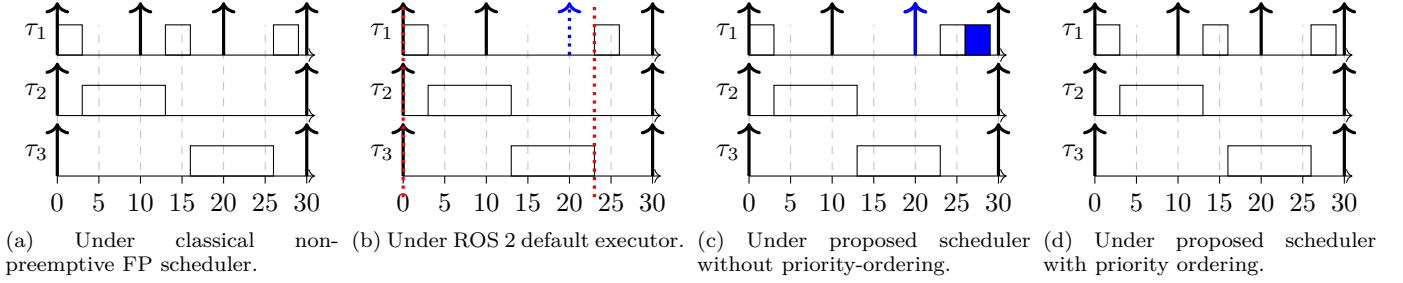 τ1 τ1 τ1 τ1
τ2 τ2 τ2 τ2
τ3 τ3 τ3 τ3
0 5 10 15 20 25 30 0 5 10 15 20 25 30 0 5 10 15 20 25 30 0 5 10 15 20 25 30
(a) Under classical non-
preemptive FP scheduler.
(b) Under ROS 2 default executor.
(c) Under proposed scheduler
without priority-ordering.
(d) Under proposed scheduler
with priority ordering.